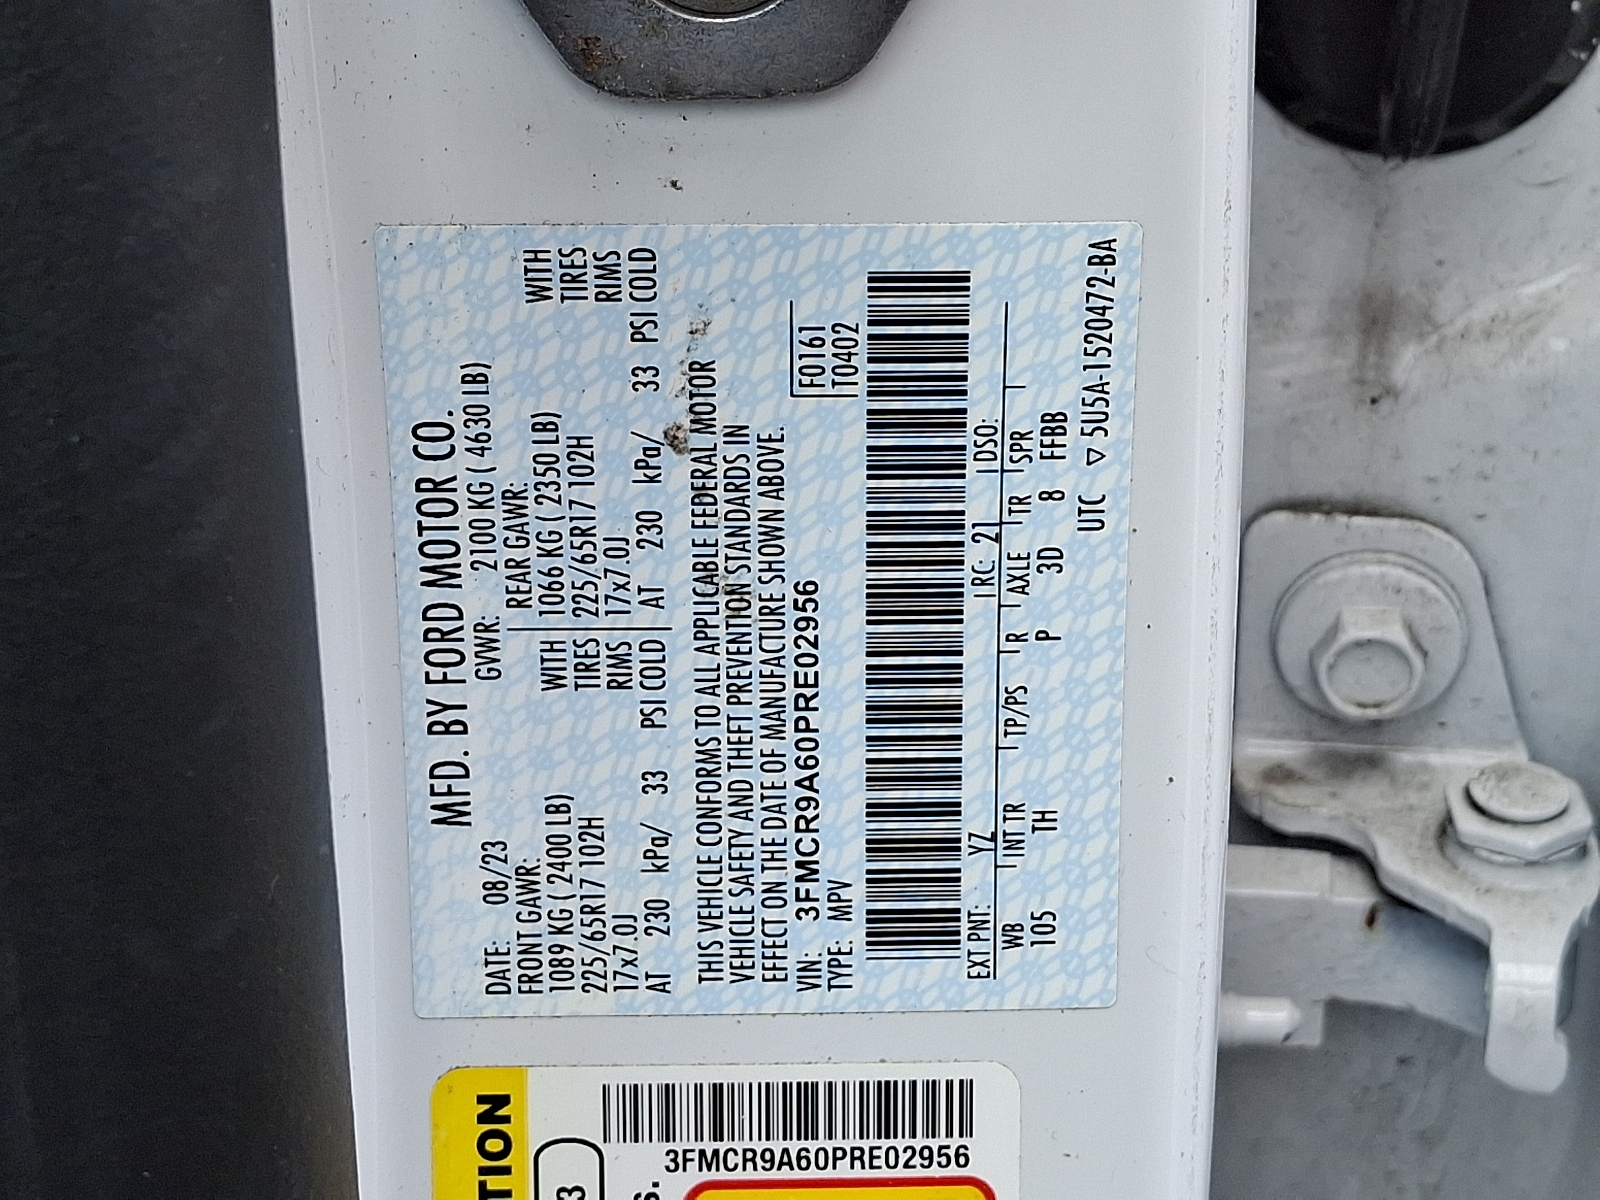 MFD. BY FORD MOTOR CO.
DATE: 08/23 GVWR: 2100 KG ( 4630 LB)
FRONT GAWR: REAR GAWR:
1089 KG ( 2400 LB) WITH 1066 KG ( 2350 LB) WITH
225/65R17 102H TIRES 225/65R17 102H TIRES
17x7.0J RIMS 17x7.0J RIMS
AT 230 kPa/ 33 PSI COLD AT 230 kPa/ 33 PSI COLD
THIS VEHICLE CONFORMS TO ALL APPLICABLE FEDERAL MOTOR
VEHICLE SAFETY AND THEFT PREVENTION STANDARDS IN
EFFECT ON THE DATE OF MANUFACTURE SHOWN ABOVE.
VIN: 3FMCR9A60PRE02956 F0161
TYPE: MPV T0402
EXT PNT: YZ RC: 21 DSO:
WB INT TR TP/PS R AXLE TR SPR
105 TH P 3D 8 FFBB
UTC ▽ 5U5A-1520472-BA
3FMCR9A60PRE02956